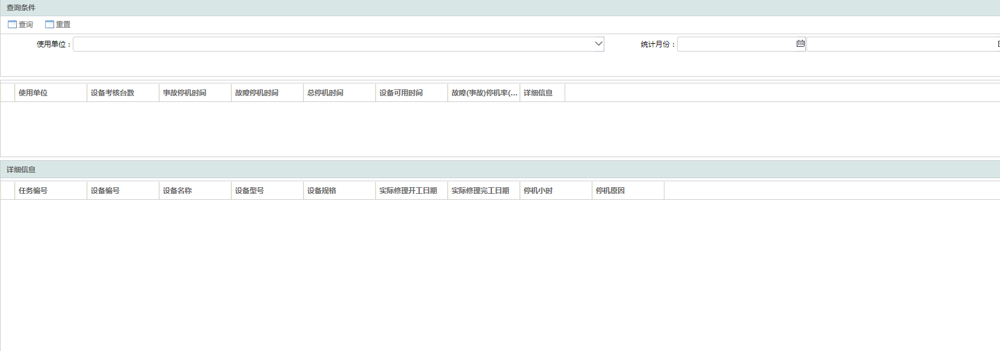 查询条件
查询 重置
使用单位： 统计月份：
使用单位 设备考核台数 事故停机时间 故障停机时间 总停机时间 设备可用时间 故障(事故)停机率(... 详细信息
详细信息
任务编号 设备编号 设备名称 设备型号 设备规格 实际修理开工日期 实际修理完工日期 停机小时 停机原因